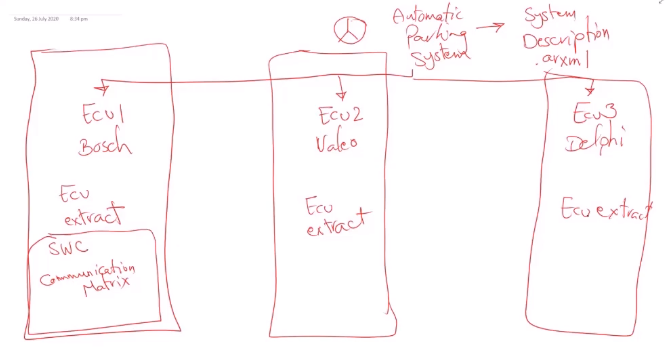 Sunday, 26 July 2020 8:34 pm
Automatic
Parking
System
System
Description
.arxml
Ecu1
Bosch
Ecu
extract
SWC
Communication
Matrix
Ecu2
Valeo
Ecu
extract
Ecu3
Delphi
Ecu extract